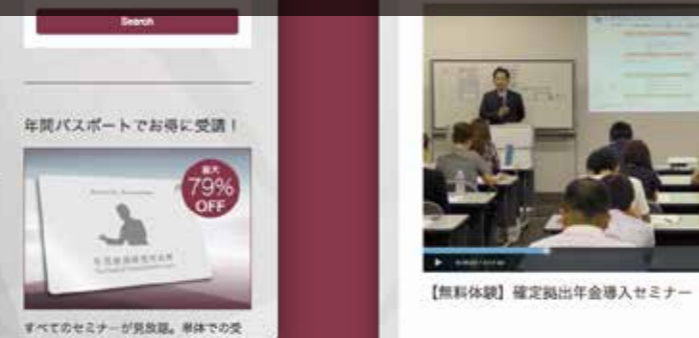 Search
年間パスポートでお得に受講！
最大
79%
OFF
すべてのセミナーが見放題。単体での受
【無料体験】確定拠出年金導入セミナー